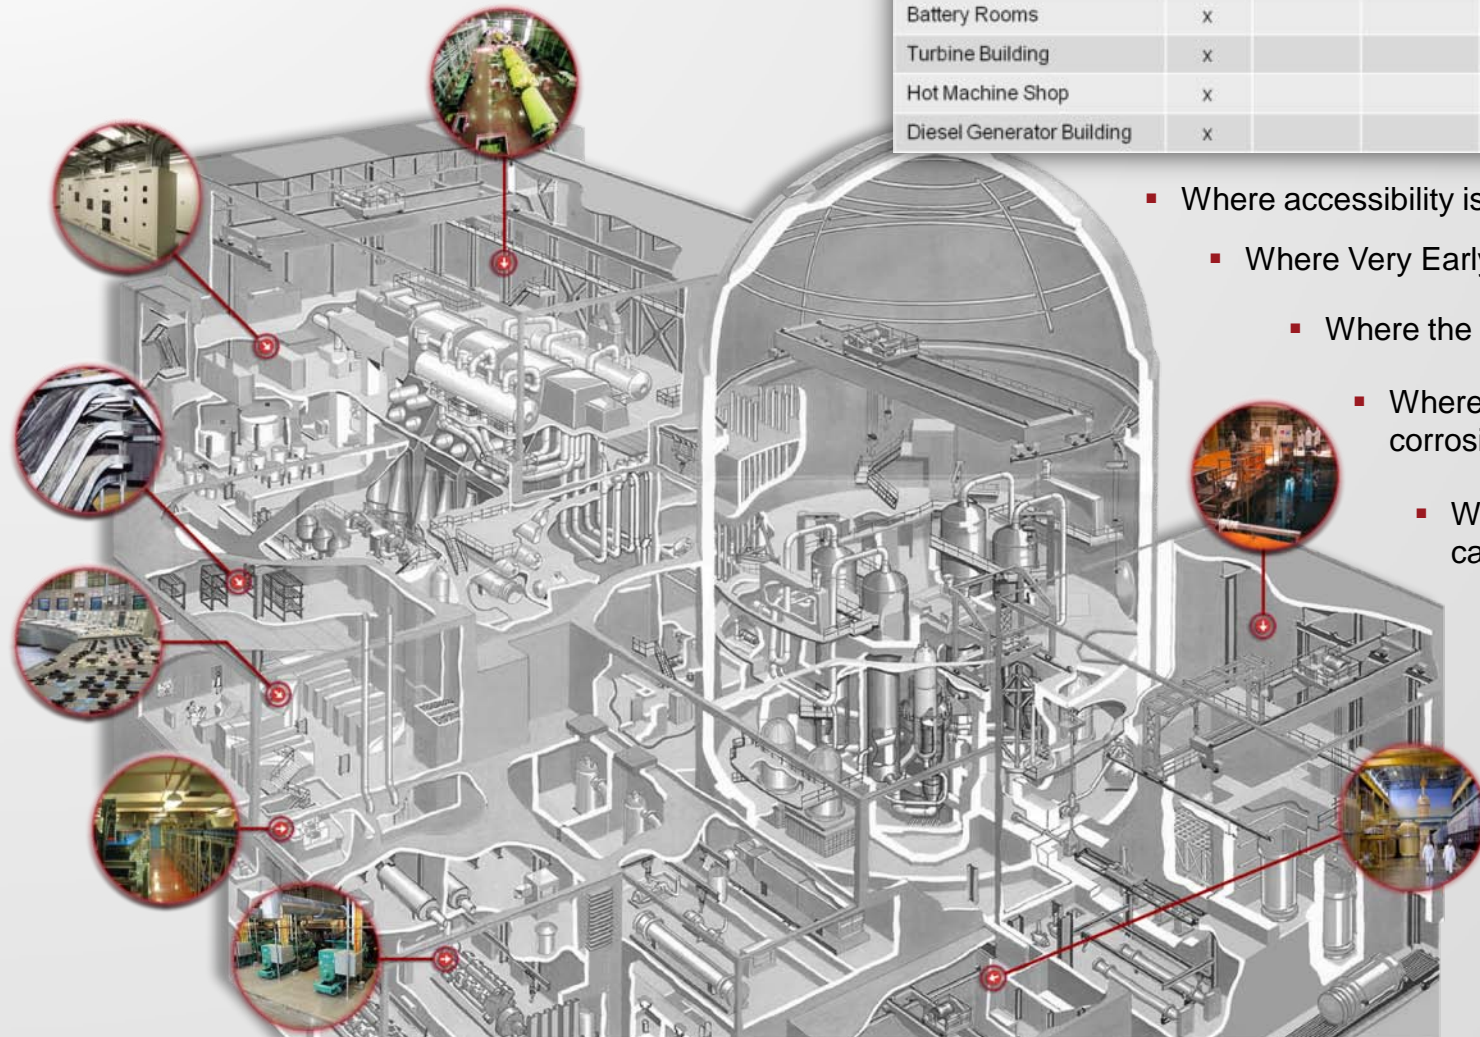 Battery Rooms x
Turbine Building x
Hot Machine Shop x
Diesel Generator Building x
▪ Where accessibility is
▪ Where Very Early
▪ Where the
▪ Where
corrosi
▪ W
ca